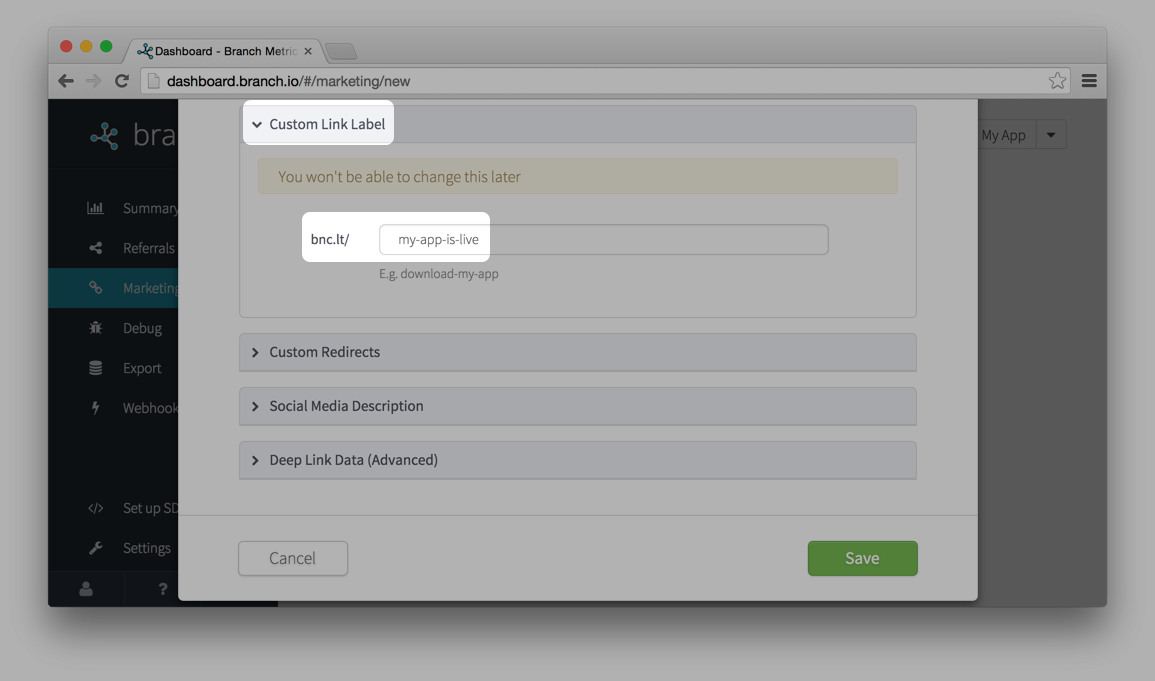 Dashboard - Branch Metric
dashboard.branch.io/#/marketing/new
bra
My App
Summary
Referrals
Marketing
Debug
Export
Webhook
Set up SD
Settings
?
Custom Link Label
You won't be able to change this later
bnc.lt/ my-app-is-live
E.g. download-my-app
Custom Redirects
Social Media Description
Deep Link Data (Advanced)
Cancel
Save